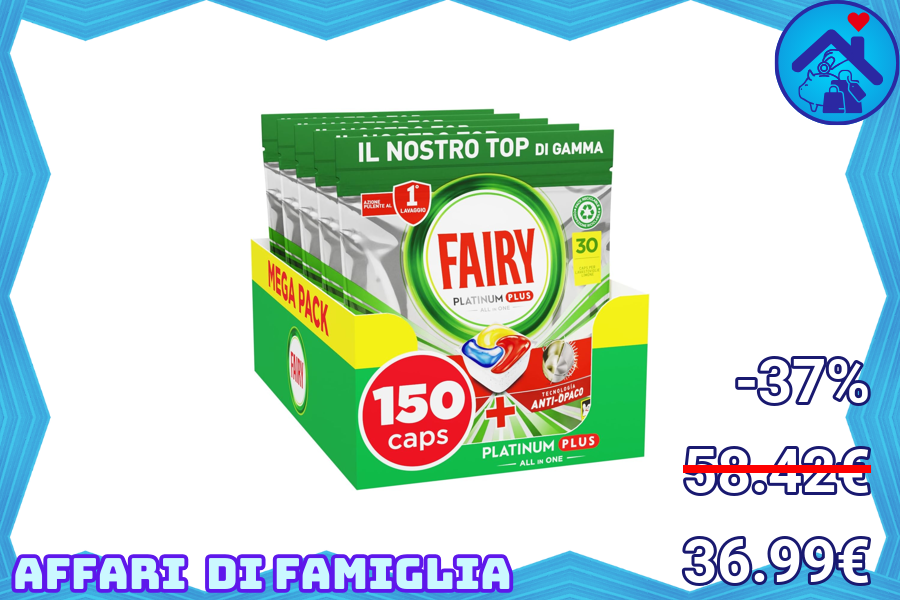 IL NOSTRO TOP DI GAMMA
AZIONE
PULENTE AL
1°
LAVAGGIO
FAIRY
PLATINUM PLUS
ALL IN ONE
30
MEGA PACK
FAIRY
150
caps
TECNOLOGIA
ANTI-OPACO
PLATINUM PLUS
ALL IN ONE
-37%
58.42€
36.99€
AFFARI DI FAMIGLIA